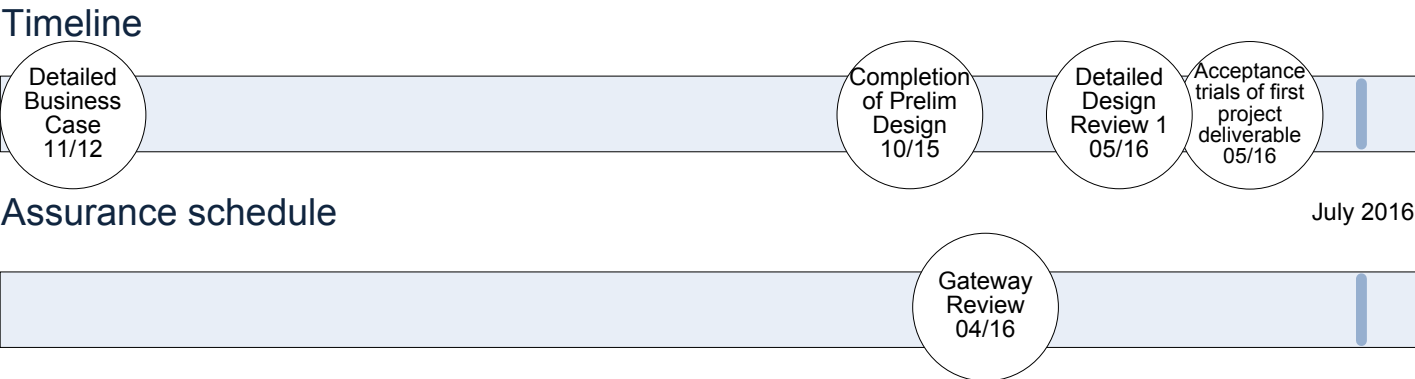 Timeline
Detailed
Business
Case
11/12
Completion
of Prelim
Design
10/15
Detailed
Design
Review 1
05/16
Acceptance
trials of first
project
deliverable
05/16
Assurance schedule
July 2016
Gateway
Review
04/16